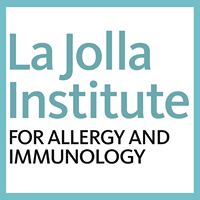 La Jolla
Institute
FOR ALLERGY AND
IMMUNOLOGY